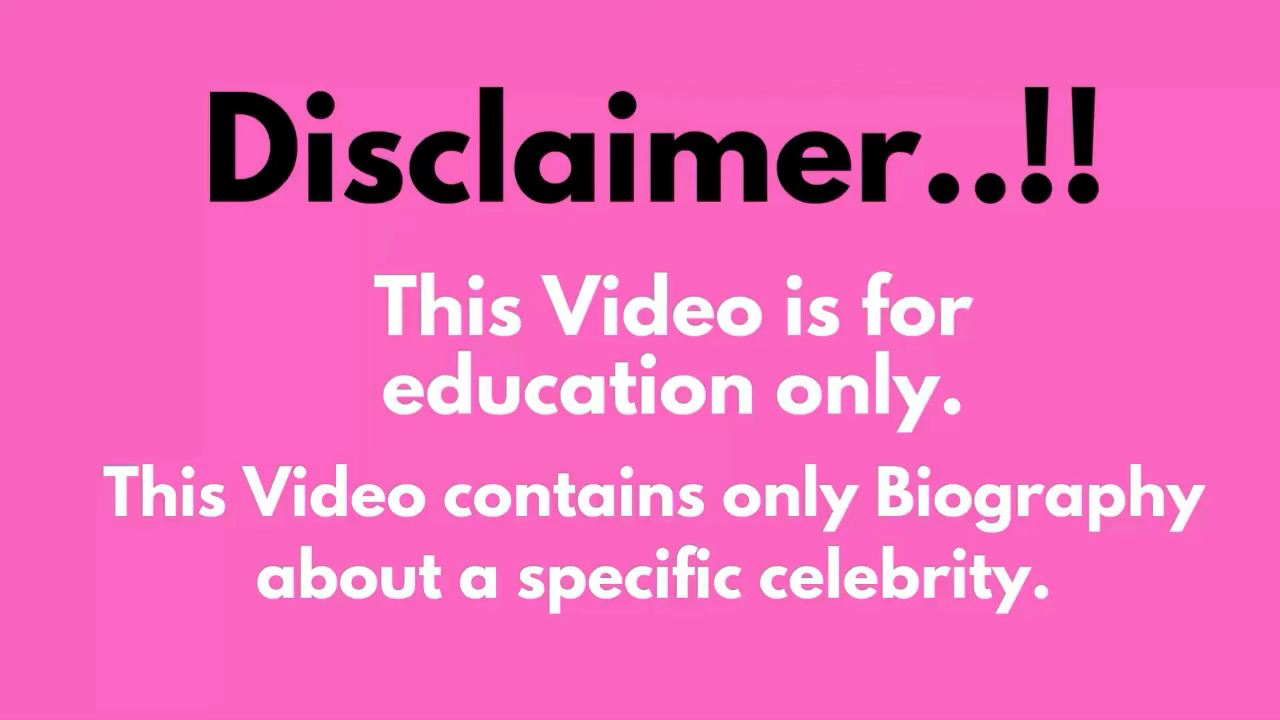 Disclaimer..!!
This Video is for
education only.
This Video contains only Biography
about a specific celebrity.